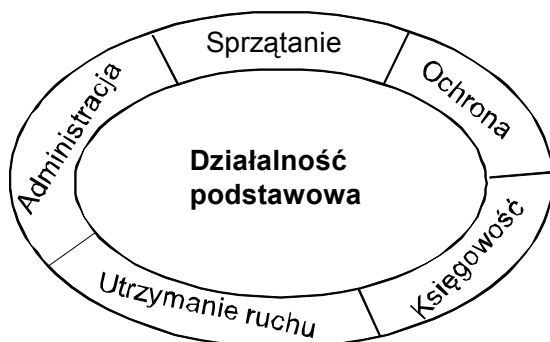 Sprzątanie
Ochrona
Administracja
Działalność
podstawowa
Księgowość
Utrzymanie ruchu